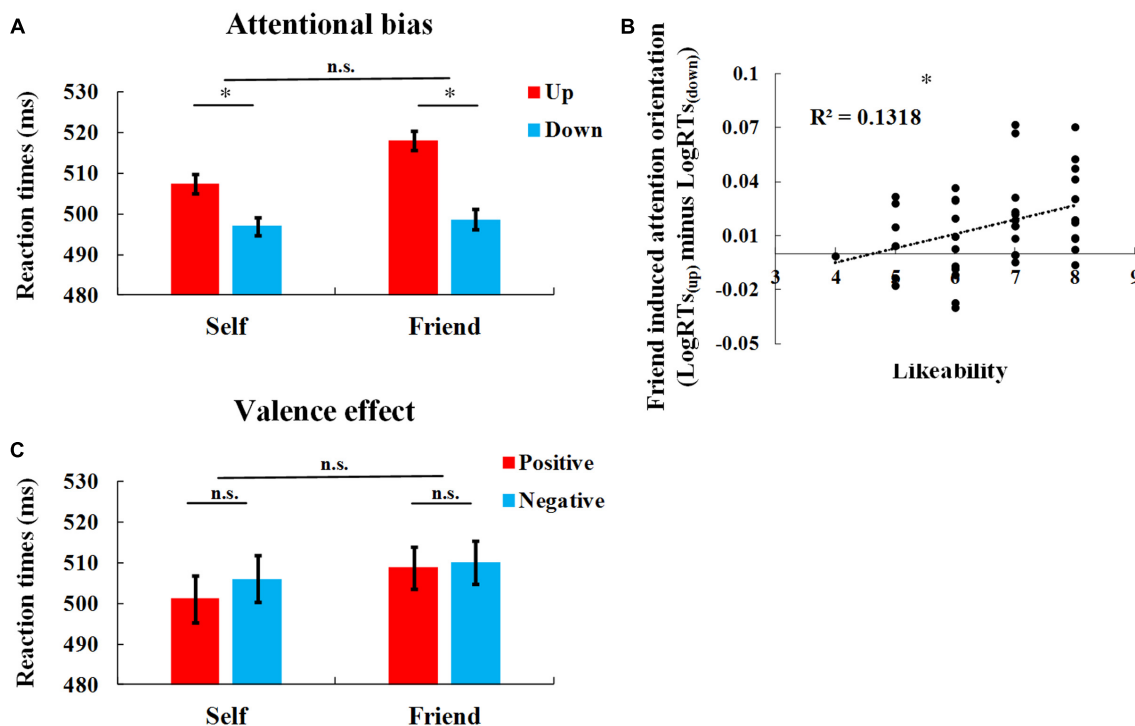 A
Attentional bias
n.s.
*
*
Up
Down
Reaction times (ms)
530
520
510
500
490
480
Self
Friend
B
Friend induced attention orientation
(LogRTs(up) minus LogRTs(down))
*
R² = 0.1318
0.1
0.07
0.04
0.01
-0.02
-0.05
3
4
5
6
7
8
9
Likeability
C
Valence effect
n.s.
n.s.
n.s.
Positive
Negative
Reaction times (ms)
530
520
510
500
490
480
Self
Friend